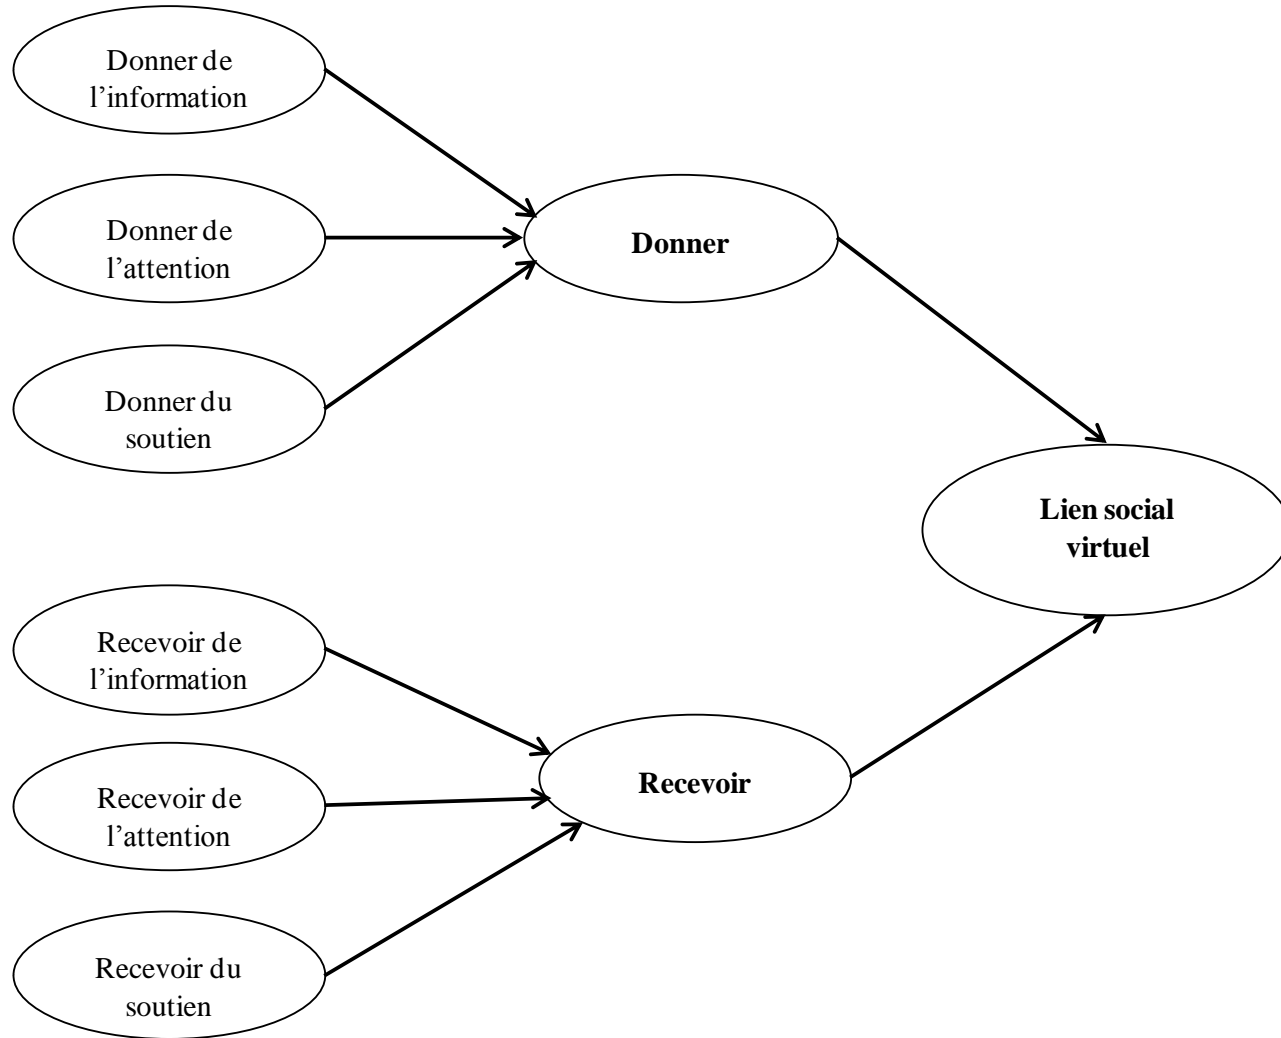 Donner de
l’information
Donner de
l’attention
Donner
Donner du
soutien
Lien social
virtuel
Recevoir de
l’information
Recevoir de
l’attention
Recevoir
Recevoir du
soutien